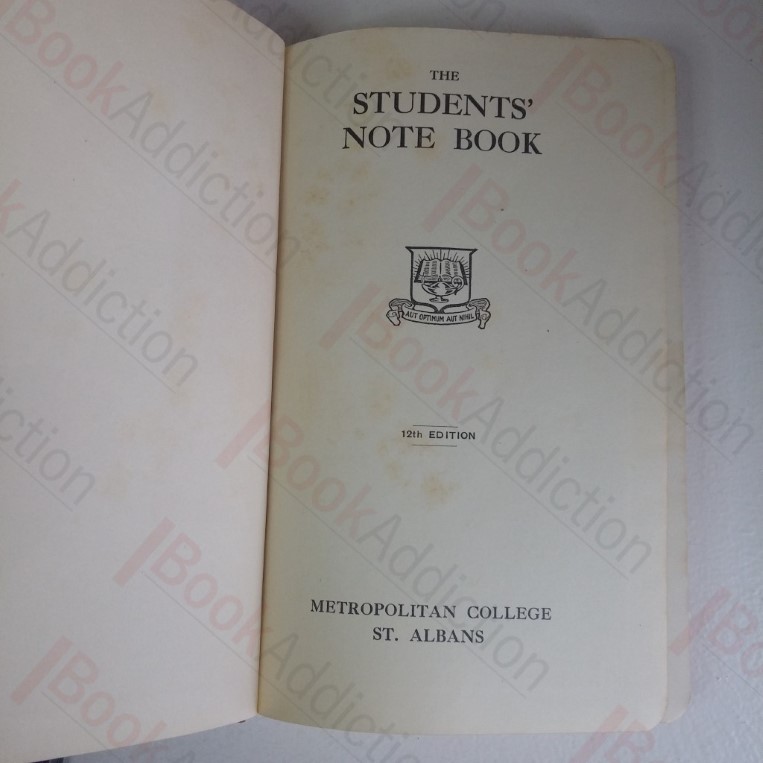 THE
STUDENTS'
NOTE BOOK
AUT OPTIMUM AUT NIHIL
12th EDITION
METROPOLITAN COLLEGE
ST. ALBANS
BookAddiction